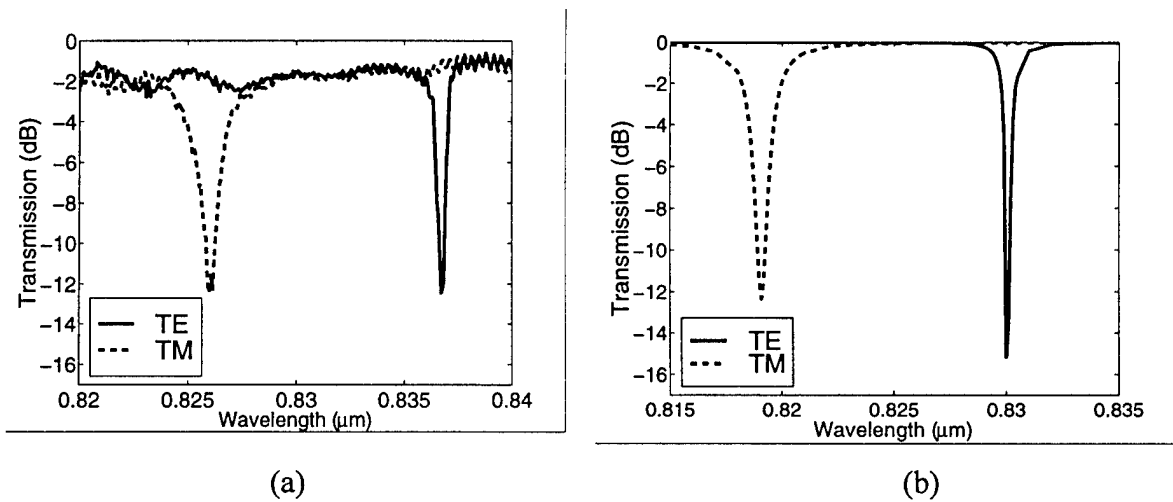 0
−2
−4
−6
−8
−10
−12
−14
−16
Transmission (dB)
TE
TM
0.82 0.825 0.83 0.835 0.84
Wavelength (μm)
(a)
0
−2
−4
−6
−8
−10
−12
−14
−16
Transmission (dB)
TE
TM
0.815 0.82 0.825 0.83 0.835
Wavelength (μm)
(b)